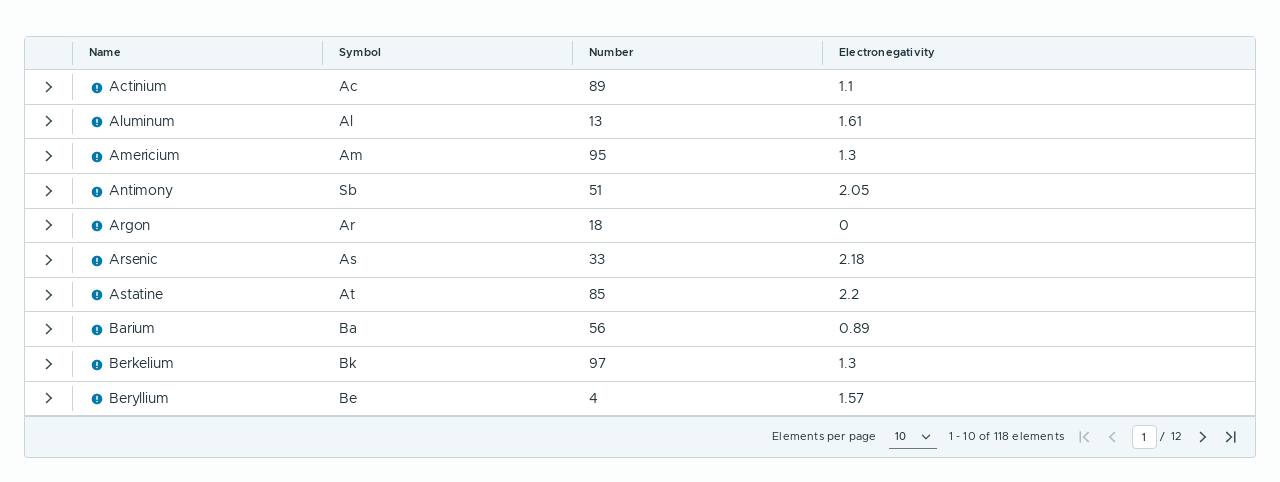 Name Symbol Number Electronegativity
Actinium Ac 89 1.1
Aluminum Al 13 1.61
Americium Am 95 1.3
Antimony Sb 51 2.05
Argon Ar 18 0
Arsenic As 33 2.18
Astatine At 85 2.2
Barium Ba 56 0.89
Berkelium Bk 97 1.3
Beryllium Be 4 1.57
Elements per page 10 1 - 10 of 118 elements 1 / 12